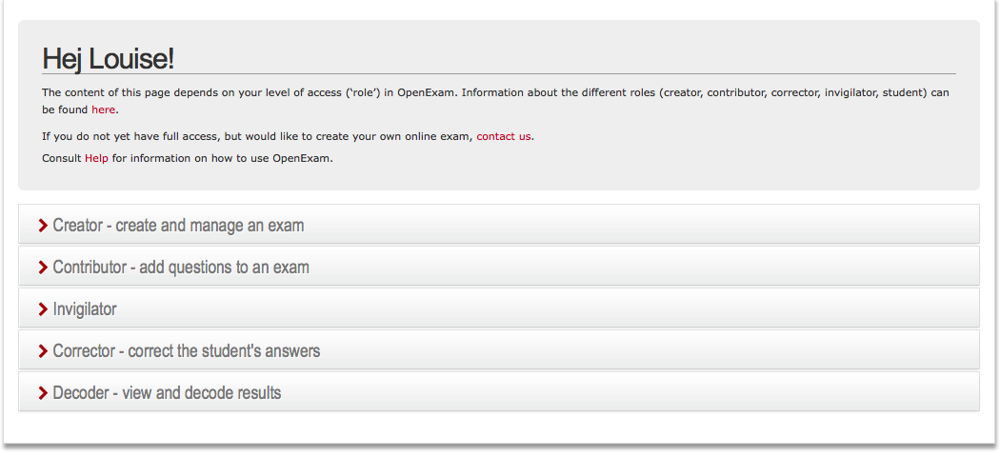 Hej Louise!
The content of this page depends on your level of access (‘role’) in OpenExam. Information about the different roles (creator, contributor, corrector, invigilator, student) can
be found here.
If you do not yet have full access, but would like to create your own online exam, contact us.
Consult Help for information on how to use OpenExam.
Creator - create and manage an exam
Contributor - add questions to an exam
Invigilator
Corrector - correct the student's answers
Decoder - view and decode results